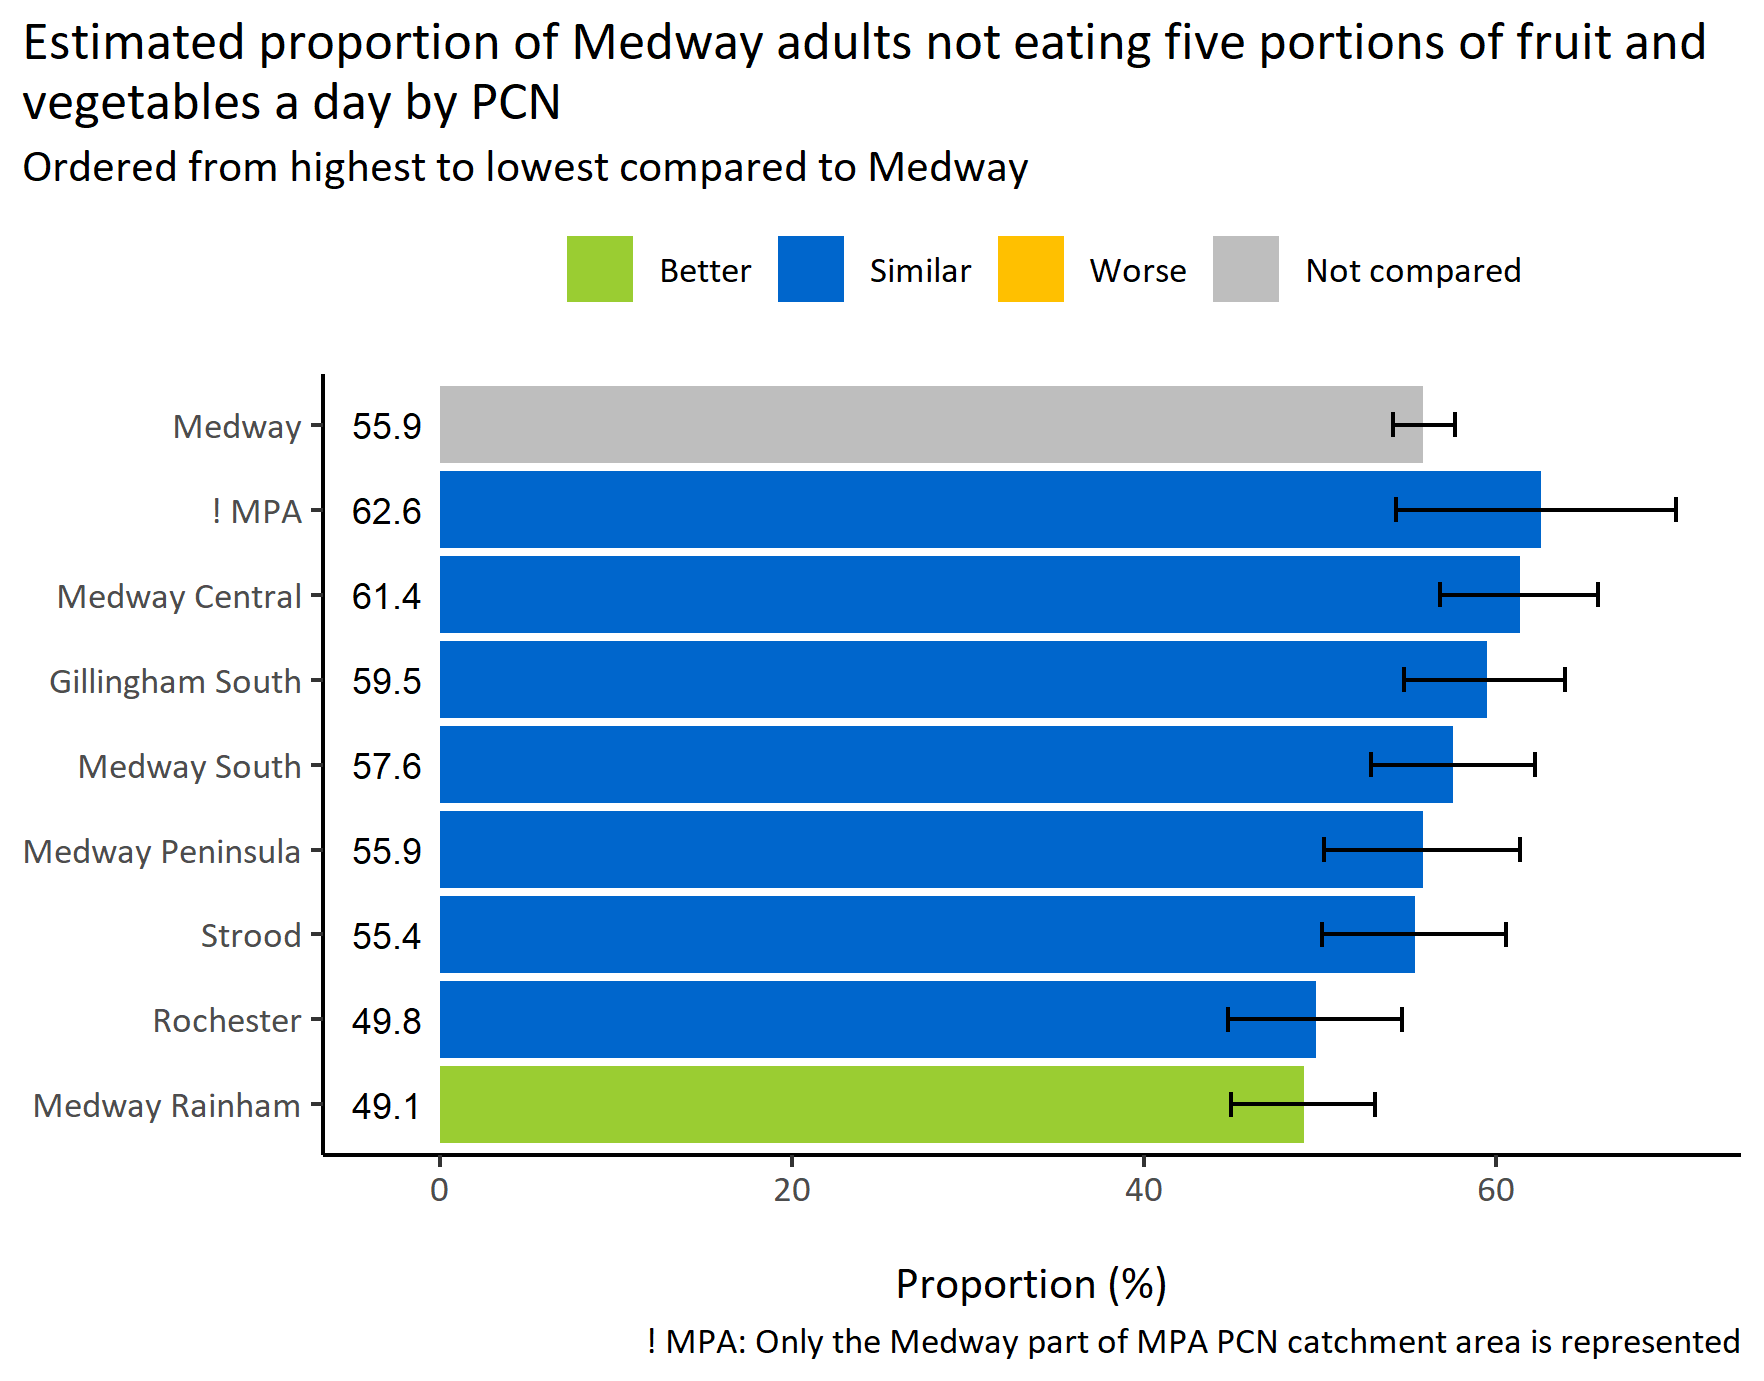 Estimated proportion of Medway adults not eating five portions of fruit and
vegetables a day by PCN
Ordered from highest to lowest compared to Medway
Better Similar Worse Not compared
Medway 55.9
! MPA 62.6
Medway Central 61.4
Gillingham South 59.5
Medway South 57.6
Medway Peninsula 55.9
Strood 55.4
Rochester 49.8
Medway Rainham 49.1
0 20 40 60
Proportion (%)
! MPA: Only the Medway part of MPA PCN catchment area is represented